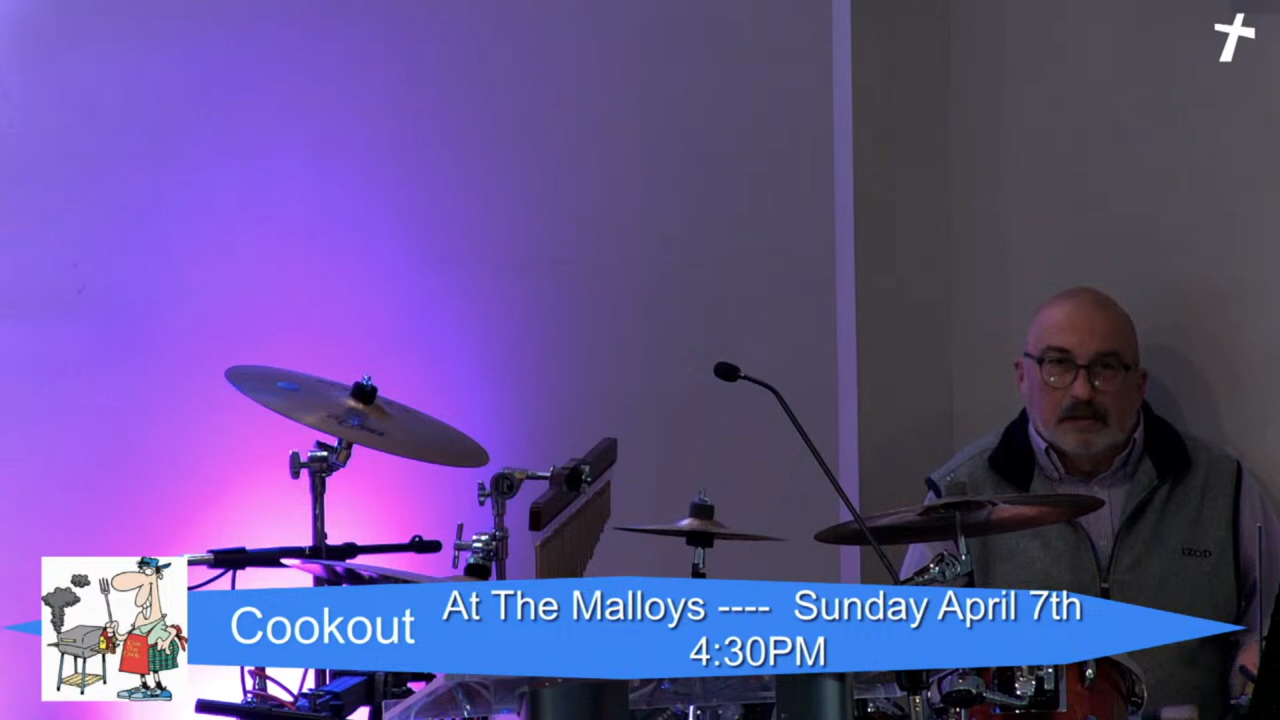 IZOD
Cookout
At The Malloys ---- Sunday April 7th
4:30PM